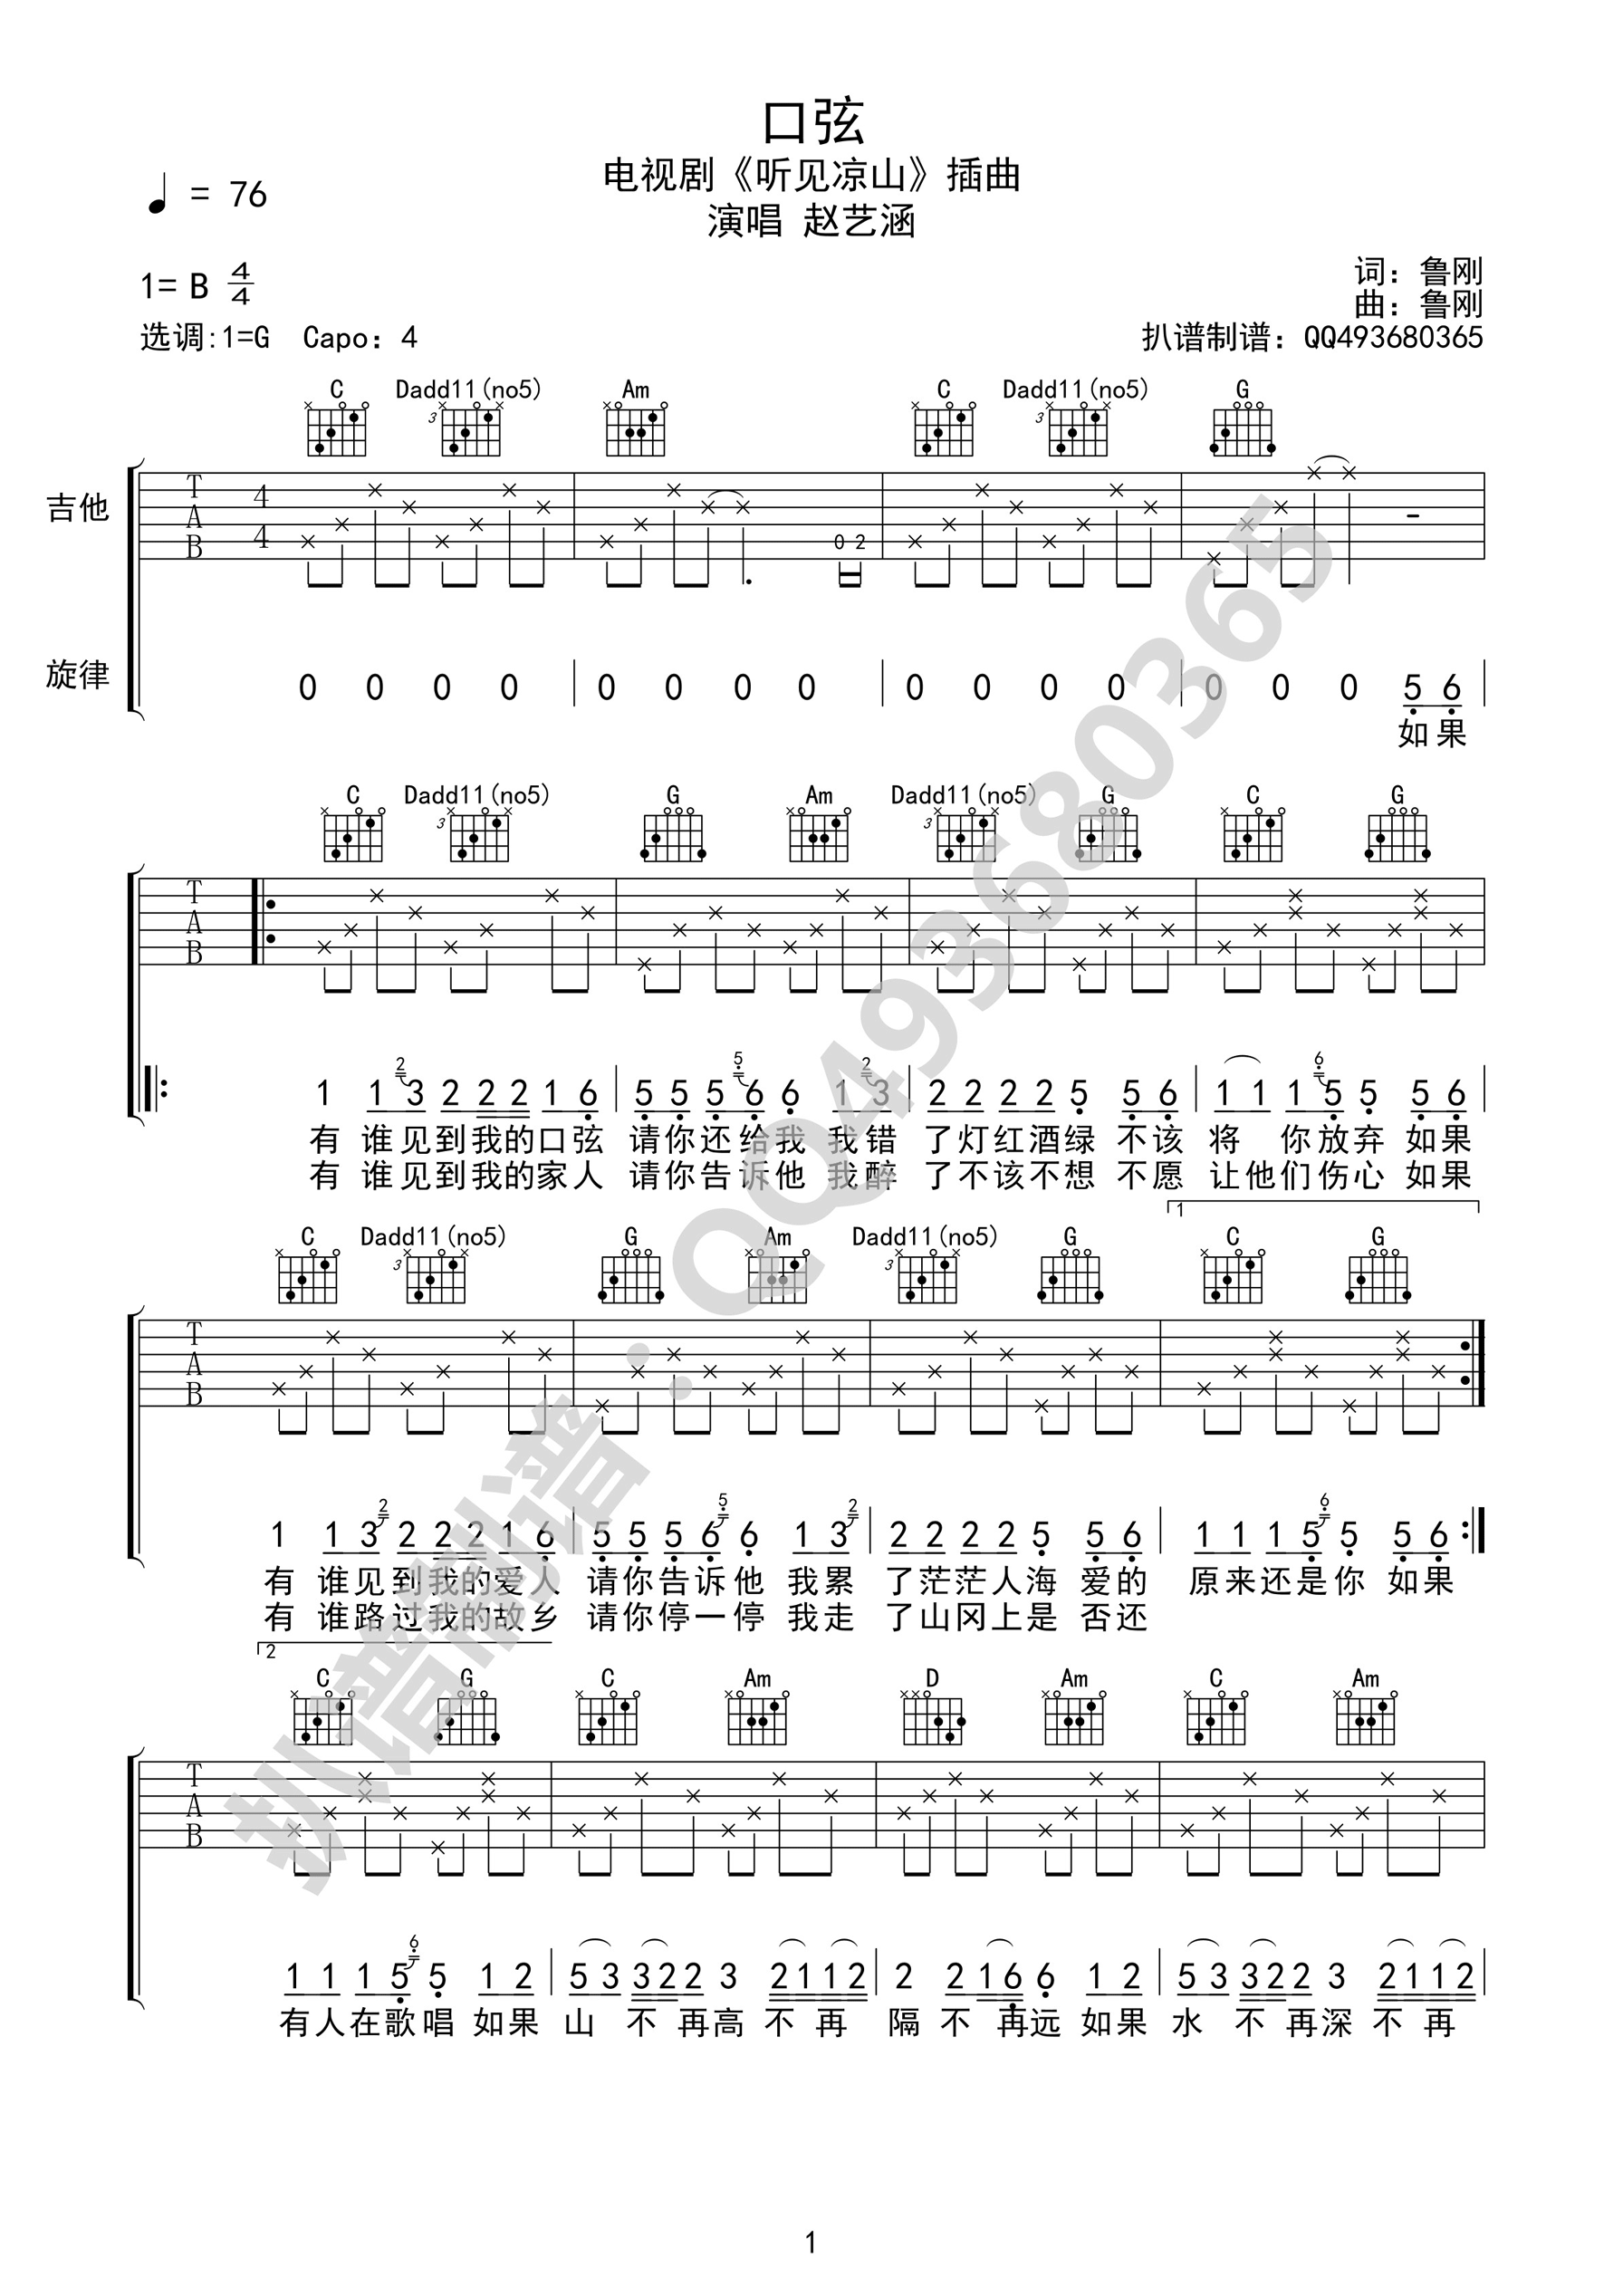 口弦
电视剧《听见凉山》插曲
演唱 赵艺涵
♩ = 76
1= B 4/4
词：鲁刚
曲：鲁刚
选调:1=G Capo：4
扒谱制谱：QQ493680365
C Dadd11(no5) Am C Dadd11(no5) G
吉他 T A B 4/4 0 2
旋律 0 0 0 0 | 0 0 0 0 | 0 0 0 0 | 0 0 0 5 6
如果
C Dadd11(no5) G Am Dadd11(no5) G C G
T A B
1 1 2 3 2 2 2 1 6 | 5 5 5 5 6 6 1 2 3 | 2 2 2 2 5 5 6 | 1 1 1 6 5 5 5 6
有 谁见到我的口弦 请你还给我 我错 了灯红酒绿 不该 将 你放弃 如果
有 谁见到我的家人 请你告诉他 我醉 了不该不想 不愿 让他们伤心 如果
1
C Dadd11(no5) G Am Dadd11(no5) G C G
T A B
1 1 3 2 2 2 2 1 6 | 5 5 5 6 5 6 1 3 2 | 2 2 2 2 5 5 6 | 1 1 1 5 6 5 5 6
有 谁见到我的爱人 请你告诉他 我累 了茫茫人海 爱的 原来还是你 如果
有 谁路过我的故乡 请你停一停 我走 了山冈上是 否还
2
C G C Am D Am C Am
T A B
1 1 1 5 6 5 1 2 | 5 3 3 2 2 3 2 1 1 2 | 2 2 1 6 6 1 2 | 5 3 3 2 2 3 2 1 1 2
有人在歌唱 如果 山 不 再高 不 再 隔 不 再远 如果 水 不 再深 不 再
扒谱制谱：QQ493680365
1